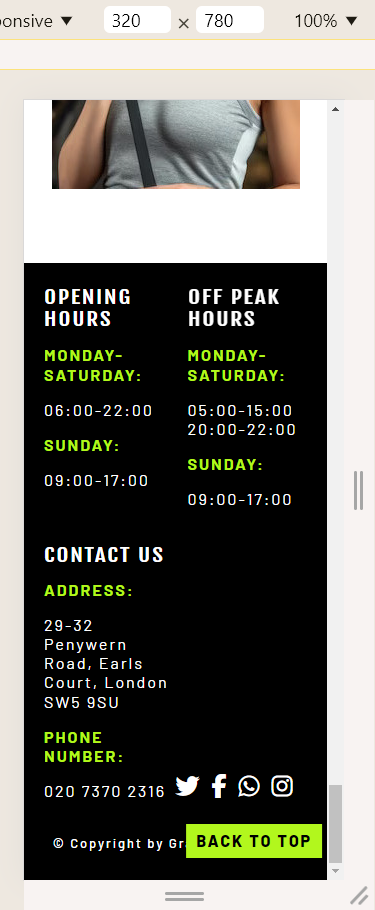 onsive ▼ 320 × 780 100% ▼
OPENING
HOURS
MONDAY-
SATURDAY:
06:00-22:00
SUNDAY:
09:00-17:00
OFF PEAK
HOURS
MONDAY-
SATURDAY:
05:00-15:00
20:00-22:00
SUNDAY:
09:00-17:00
CONTACT US
ADDRESS:
29-32
Penywern
Road, Earls
Court, London
SW5 9SU
PHONE
NUMBER:
020 7370 2316
© Copyright by Gr
BACK TO TOP